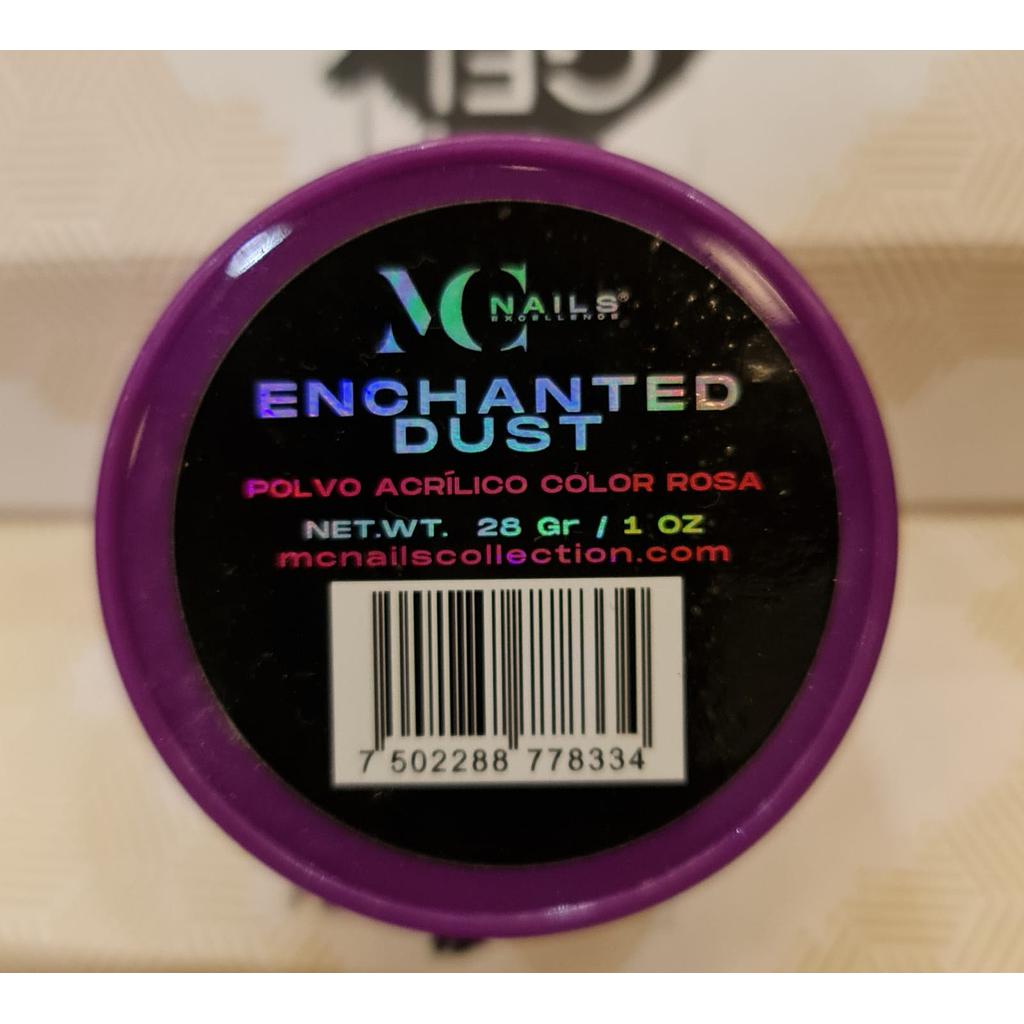 MC NAILS®
EXCELLENCE
ENCHANTED
DUST
POLVO ACRÍLICO COLOR ROSA
NET.WT. 28 Gr / 1 OZ
mcnailscollection.com
7 502288 778334